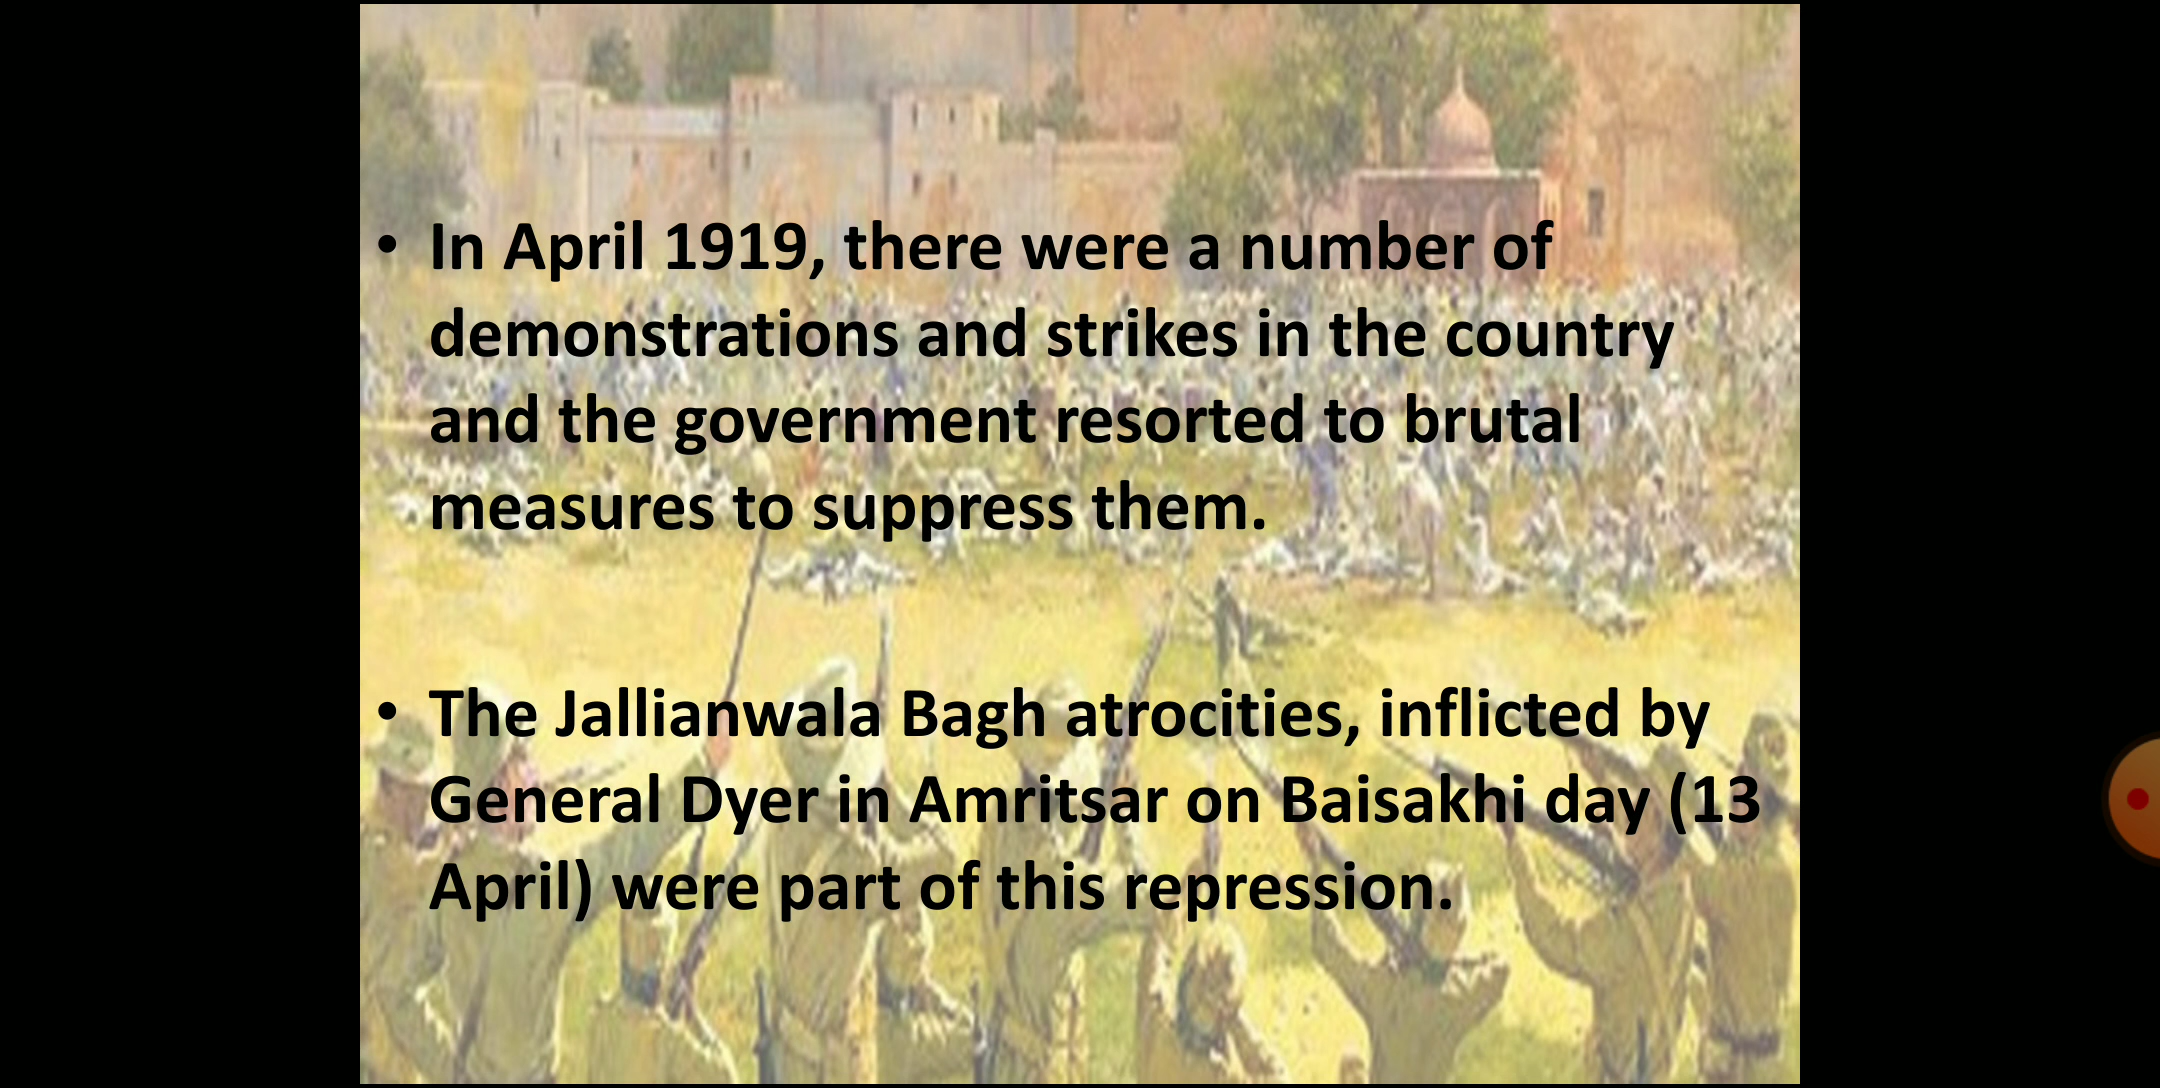 • In April 1919, there were a number of
demonstrations and strikes in the country
and the government resorted to brutal
measures to suppress them.
• The Jallianwala Bagh atrocities, inflicted by
General Dyer in Amritsar on Baisakhi day (13
April) were part of this repression.